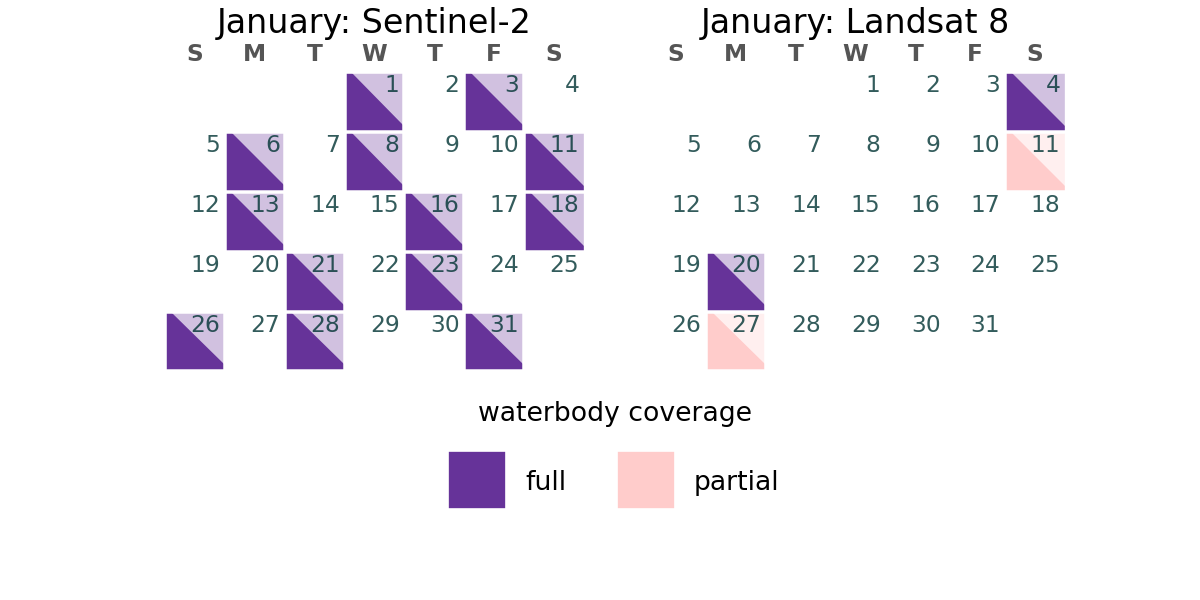 January: Sentinel-2
S M T W T F S
1 2 3 4
5 6 7 8 9 10 11
12 13 14 15 16 17 18
19 20 21 22 23 24 25
26 27 28 29 30 31
January: Landsat 8
S M T W T F S
1 2 3 4
5 6 7 8 9 10 11
12 13 14 15 16 17 18
19 20 21 22 23 24 25
26 27 28 29 30 31
waterbody coverage
full partial